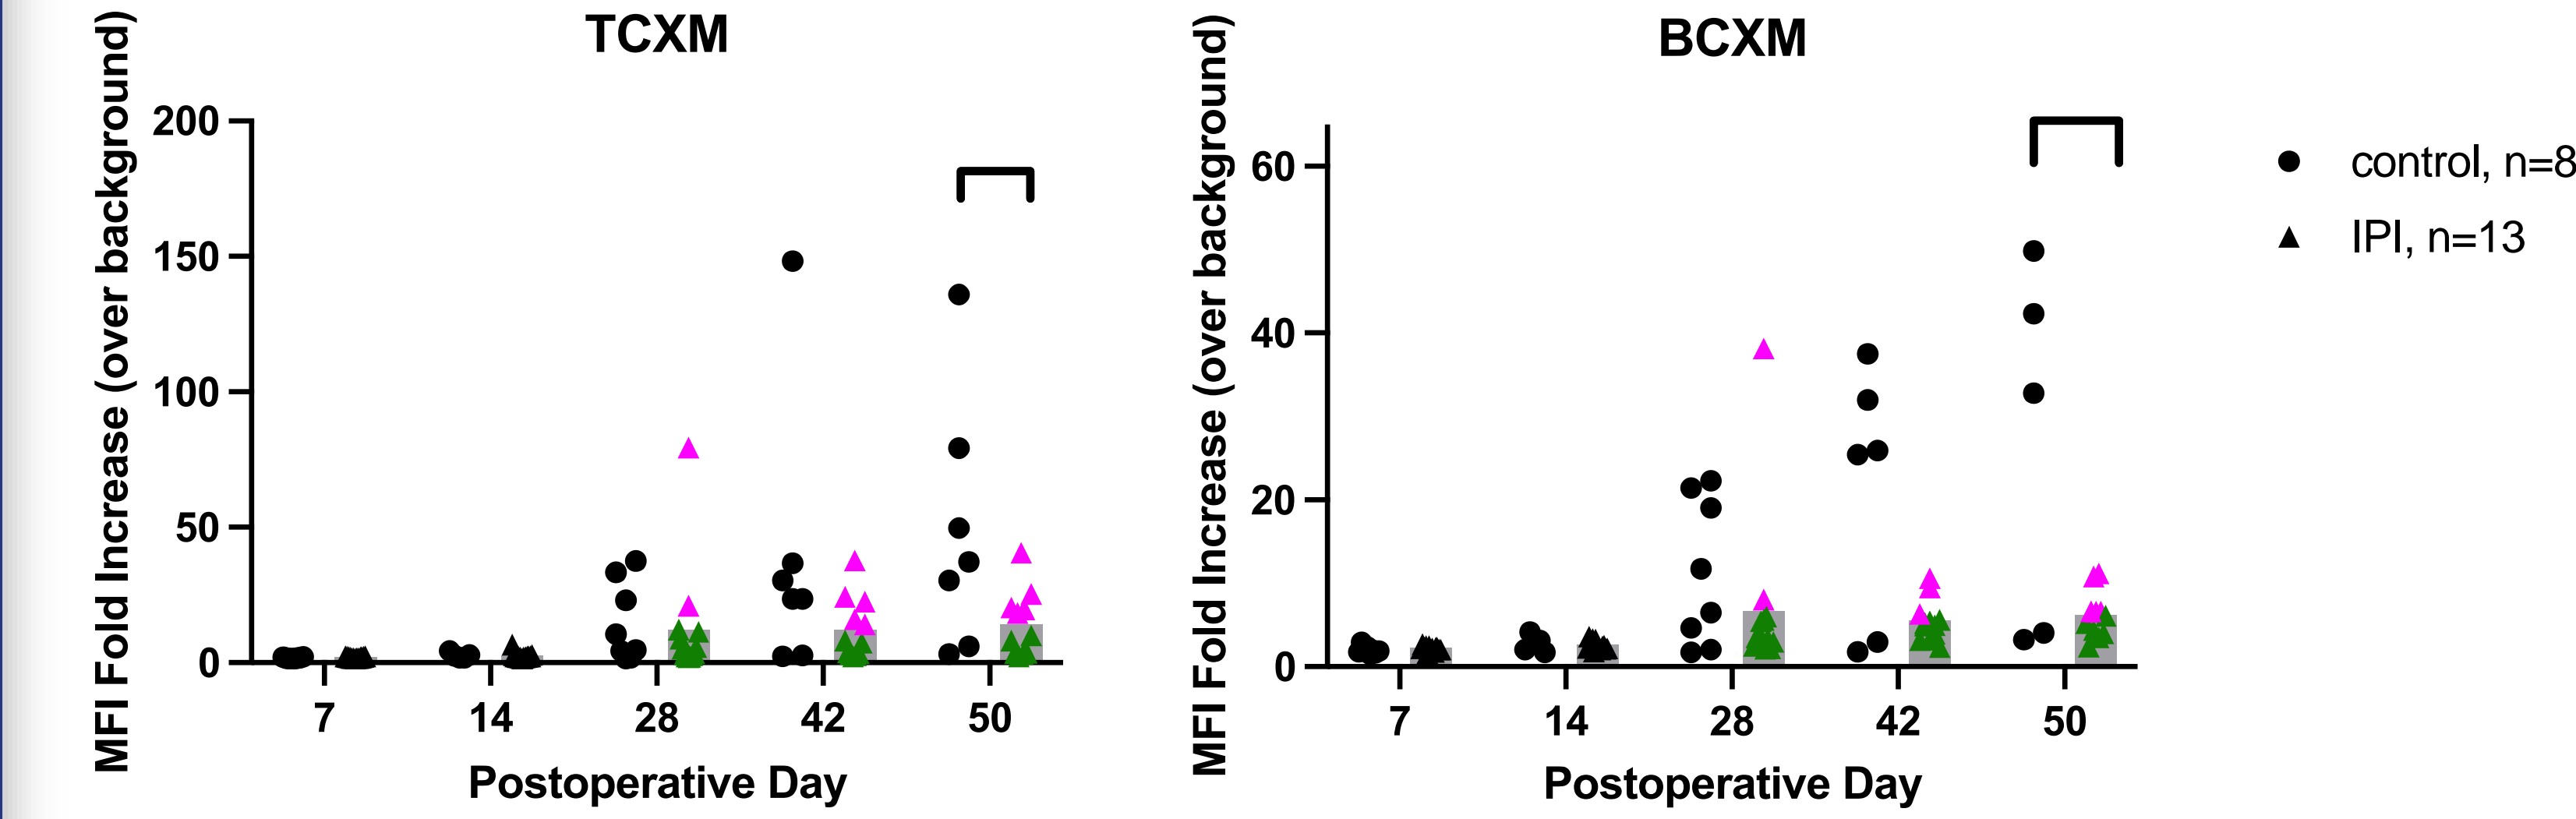 TCXM
MFI Fold Increase (over background)
200
150
100
50
0
7 14 28 42 50
Postoperative Day
BCXM
MFI Fold Increase (over background)
60
40
20
0
7 14 28 42 50
Postoperative Day
control, n=8
IPI, n=13